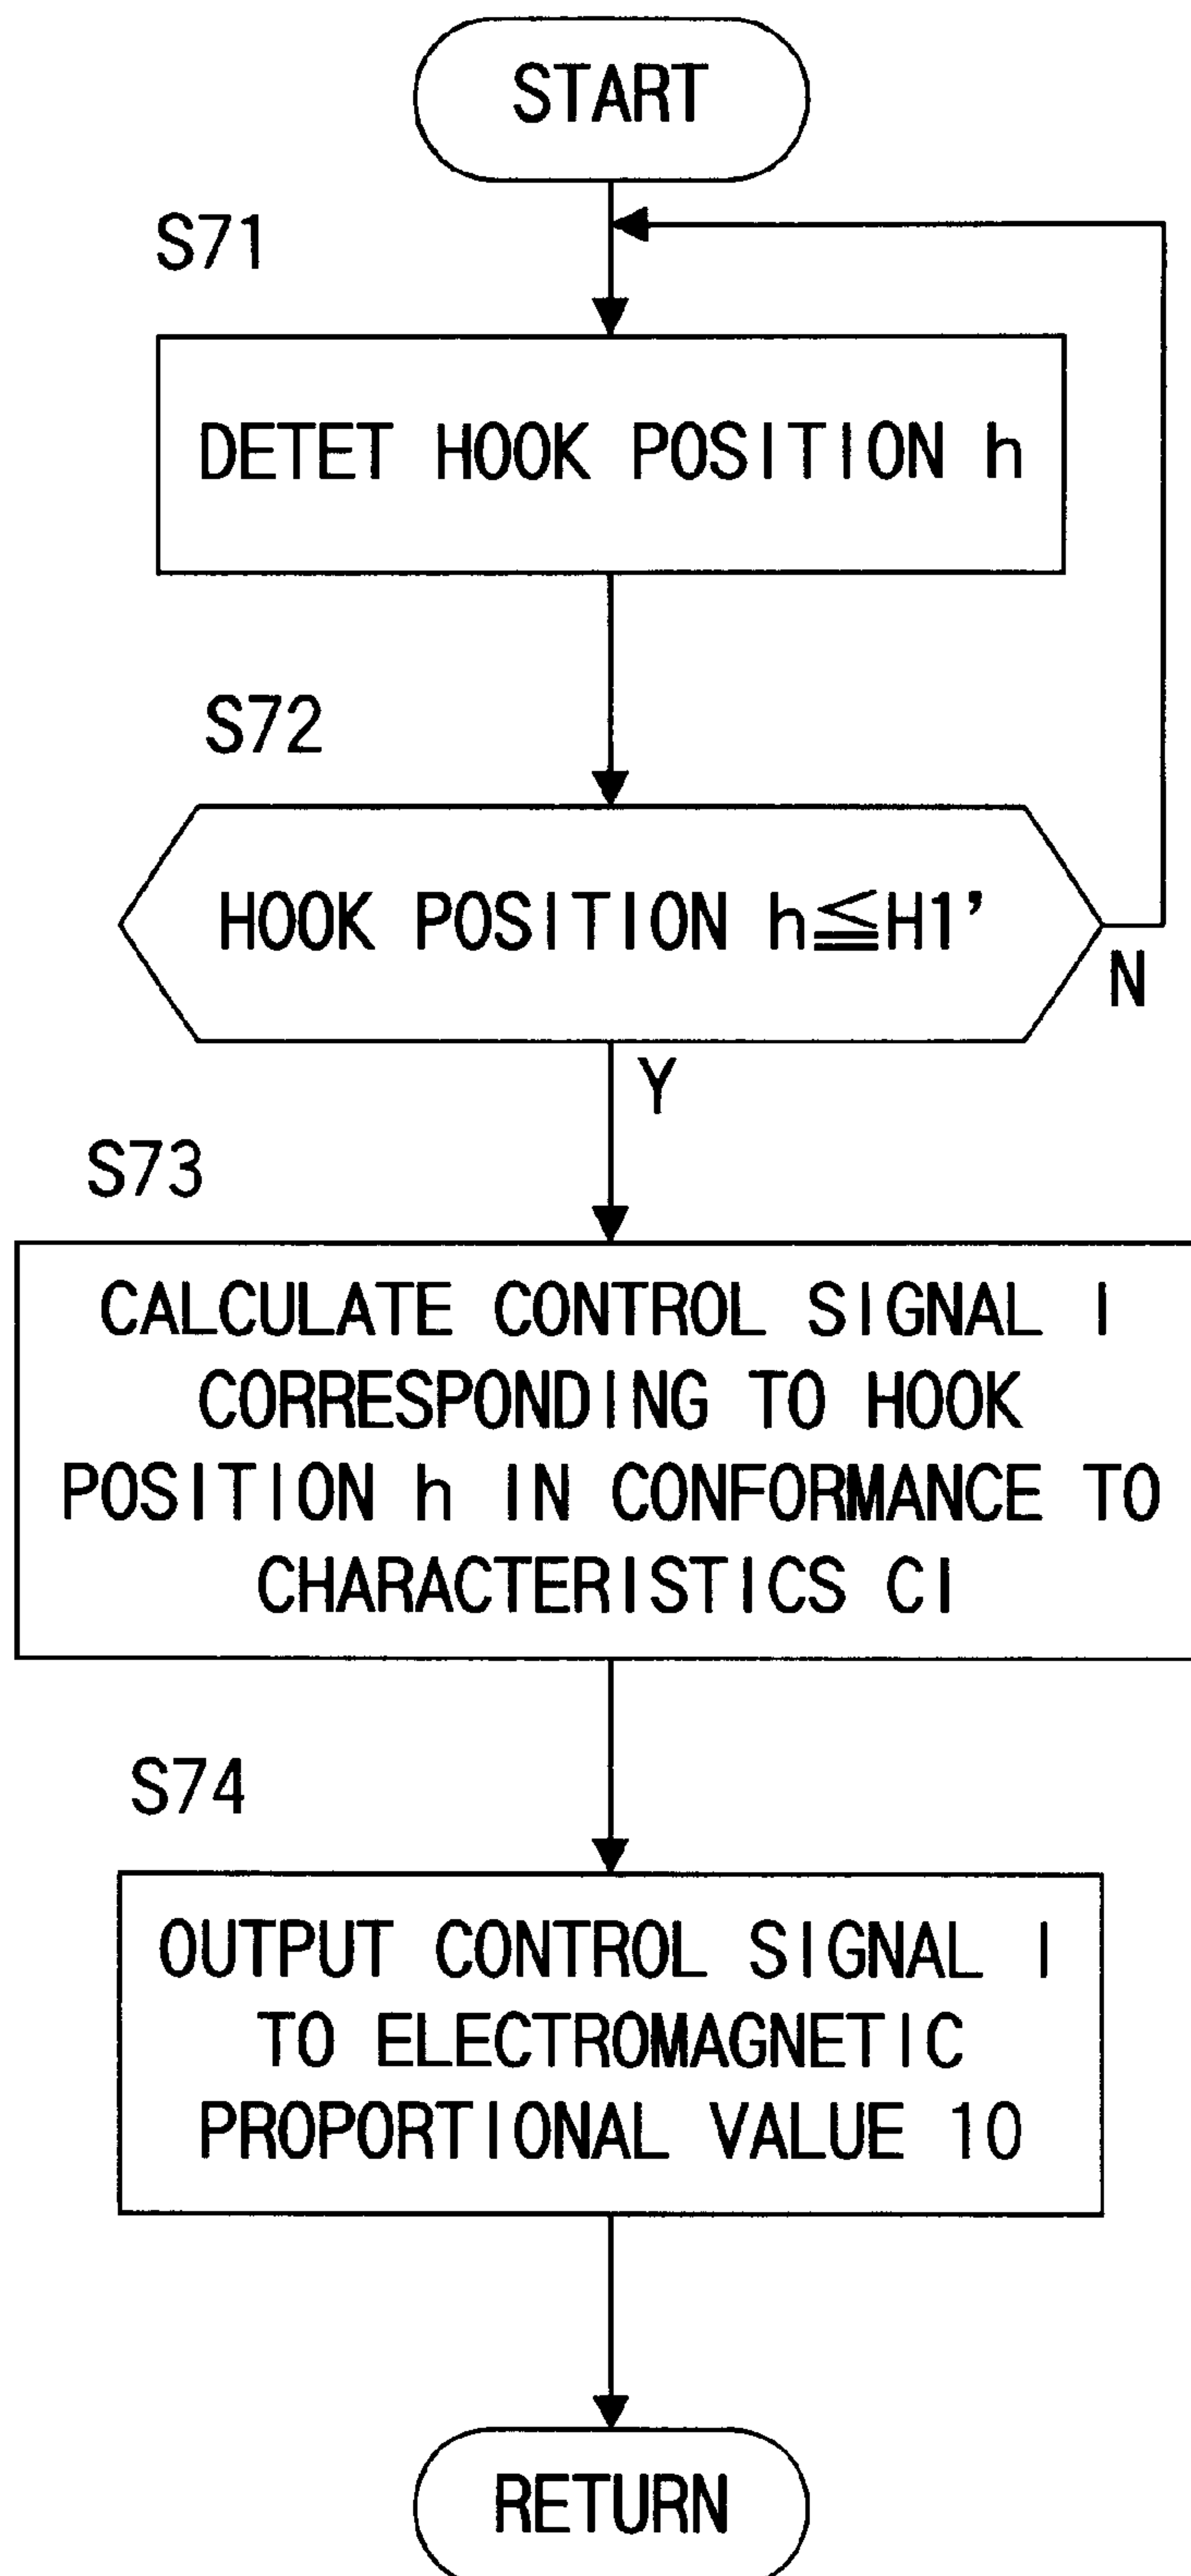 START
S71
DETET HOOK POSITION h
S72
HOOK POSITION h≦H1'
N
Y
S73
CALCULATE CONTROL SIGNAL I
CORRESPONDING TO HOOK
POSITION h IN CONFORMANCE TO
CHARACTERISTICS CI
S74
OUTPUT CONTROL SIGNAL I
TO ELECTROMAGNETIC
PROPORTIONAL VALUE 10
RETURN